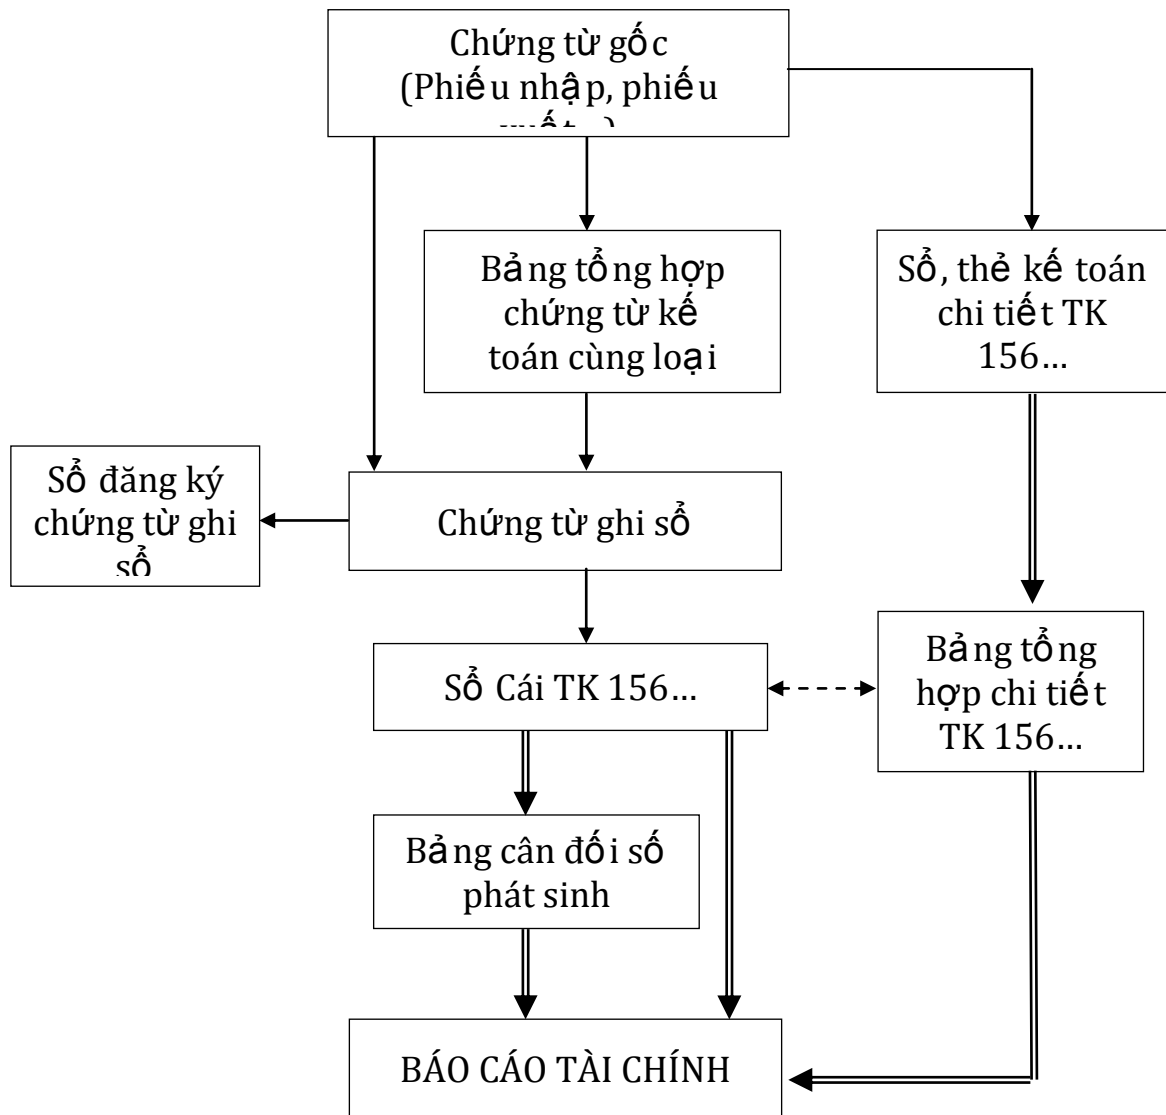 Chứng từ gốc
(Phiếu nhập, phiếu
Bảng tổng hợp
chứng từ kế
toán cùng loại
Sổ, thẻ kế toán
chi tiết TK
156...
Sổ đăng ký
chứng từ ghi
sổ
Chứng từ ghi sổ
Sổ Cái TK 156...
Bảng tổng
hợp chi tiết
TK 156...
Bảng cân đối số
phát sinh
BÁO CÁO TÀI CHÍNH